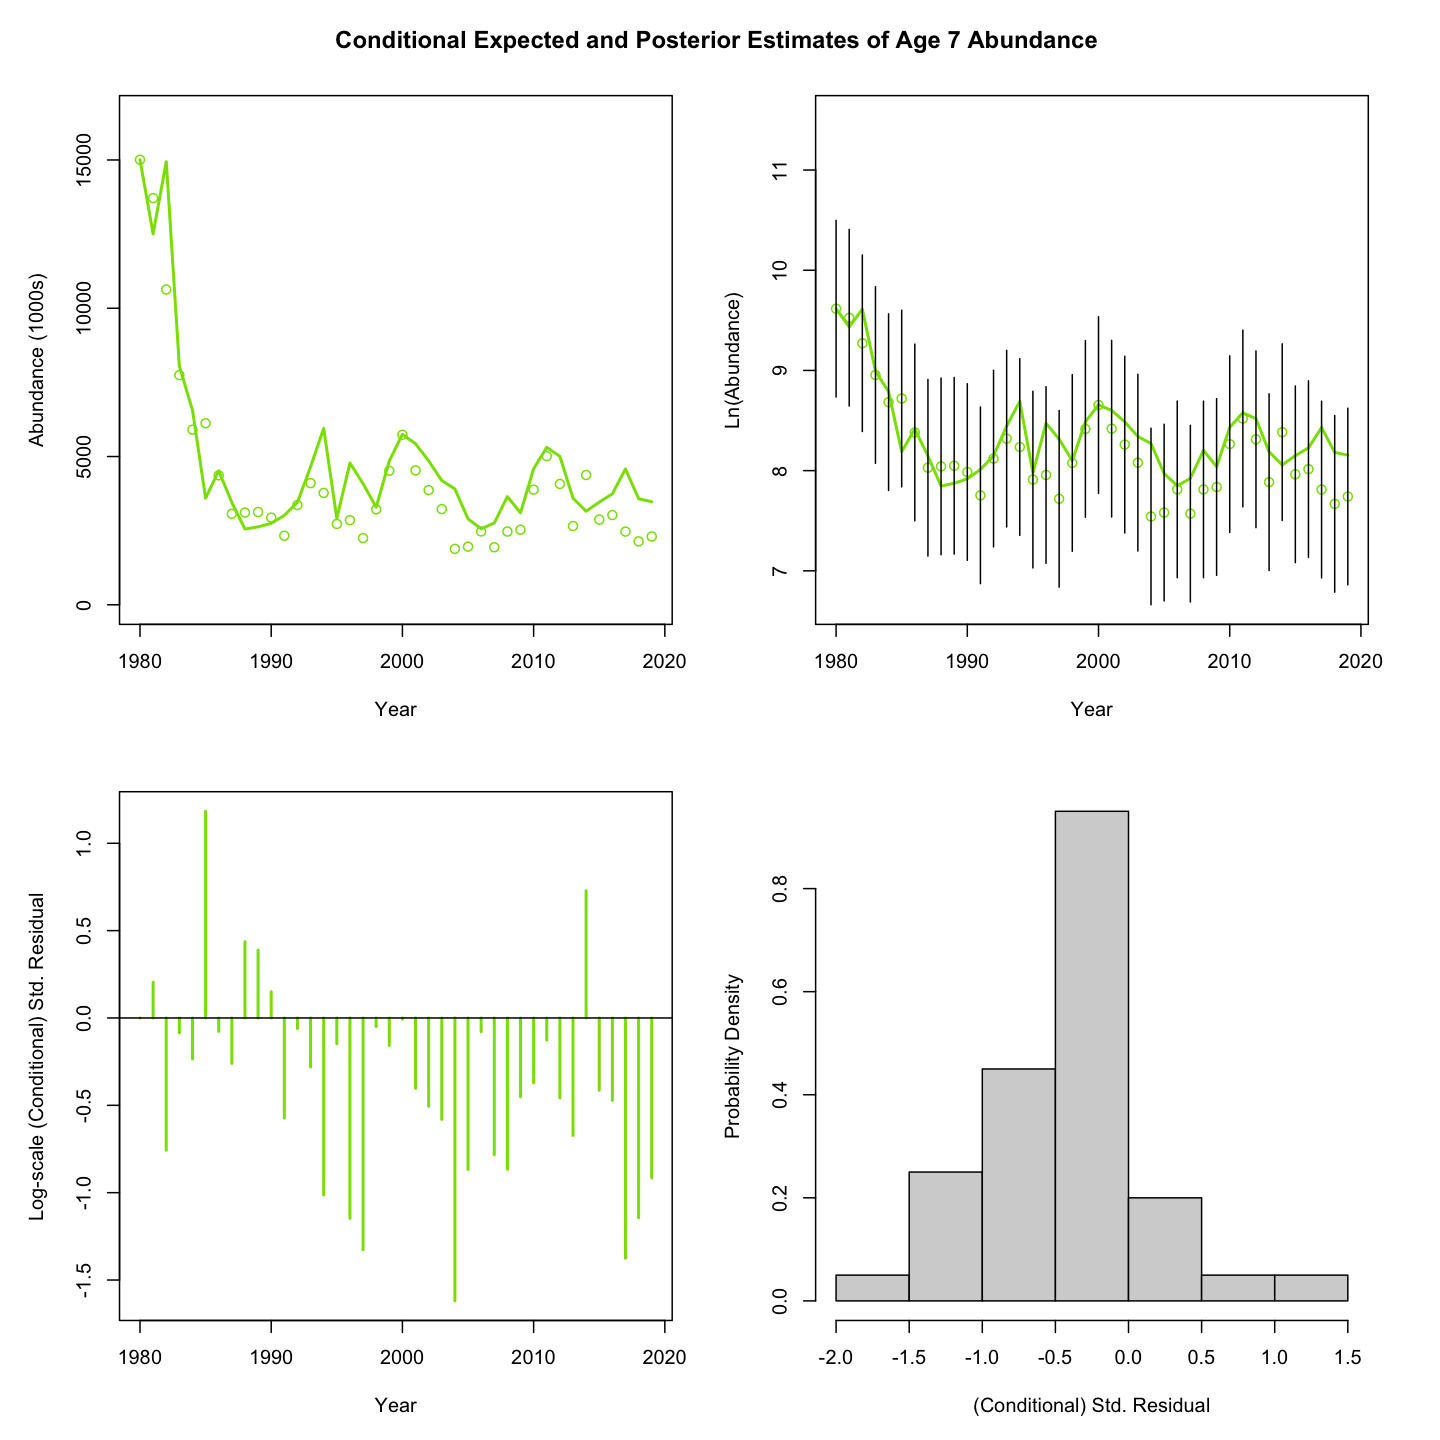 Conditional Expected and Posterior Estimates of Age 7 Abundance
Abundance (1000s)
15000
10000
5000
0
1980 1990 2000 2010 2020
Year
Ln(Abundance)
11
10
9
8
7
1980 1990 2000 2010 2020
Year
Log-scale (Conditional) Std. Residual
1.0
0.5
0.0
-0.5
-1.0
-1.5
1980 1990 2000 2010 2020
Year
Probability Density
0.8
0.6
0.4
0.2
0.0
-2.0 -1.5 -1.0 -0.5 0.0 0.5 1.0 1.5
(Conditional) Std. Residual